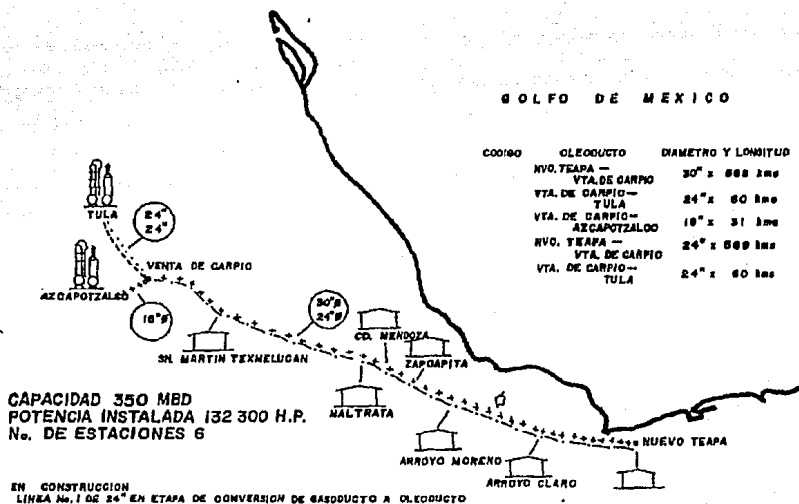 GOLFO DE MEXICO
CODIGO OLEODUCTO DIAMETRO Y LONGITUD
NVO. TEAPA —
VTA. DE CARPIO 30" x kms
VTA. DE CARPIO—
TULA 24" x 60 kms
VTA. DE CARPIO—
AZCAPOTZALCO 18" x 31 kms
NVO. TEAPA —
VTA. DE CARPIO 24" x kms
VTA. DE CARPIO—
TULA 24" x 60 kms
TULA
24"
24"
VENTA DE CARPIO
AZCAPOTZALCO
18"ø
30"ø
24"ø
SN. MARTIN TEXMELUCAN
CD. MENDOZA
ZAPOAPITA
MALTRATA
ARROYO MORENO
ARROYO CLARO
NUEVO TEAPA
CAPACIDAD 350 MBD
POTENCIA INSTALADA 132 300 H.P.
No. DE ESTACIONES 6
EN CONSTRUCCION
LINEA No. 1 DE 24" EN ETAPA DE CONVERSION DE GASODUCTO A OLEODUCTO